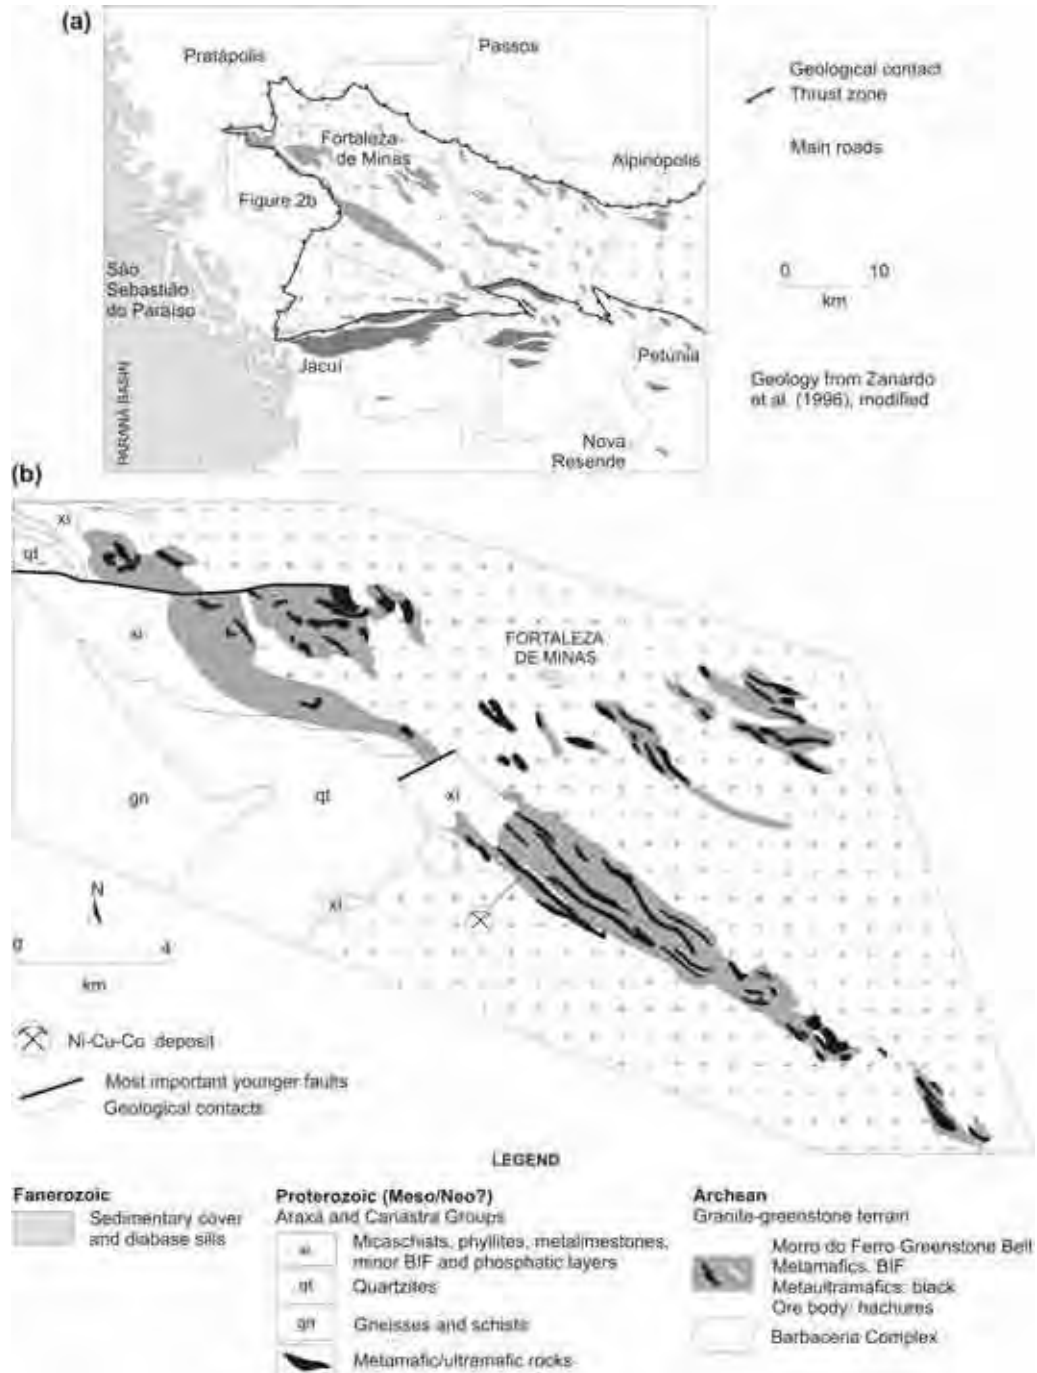 (a)
Pratápolis
Passos
Fortaleza
de Minas
Alpinópolis
Figure 2b
São
Sebastião
do Paraíso
Jacuí
Petúnia
Nova
Resende
PARANÁ BASIN
Geological contact
Thrust zone
Main roads
0 10
km
Geology from Zanardo
et al. (1996), modified
(b)
xi
qt
xi
FORTALEZA
DE MINAS
gn
qt
xi
xi
N
0 4
km
Ni-Cu-Co deposit
Most important younger faults
Geological contacts
LEGEND
Fanerozoic
Sedimentary cover
and diabase sills
Proterozoic (Meso/Neo?)
Araxá and Canastra Groups
xi Micaschists, phyllites, metalimestones,
minor BIF and phosphatic layers
qt Quartzites
gn Gneisses and schists
Metamafic/ultramafic rocks
Archean
Granite-greenstone terrain
Morro do Ferro Greenstone Belt
Metamafics, BIF
Metaultramafics: black
Ore body: hachures
Barbacena Complex